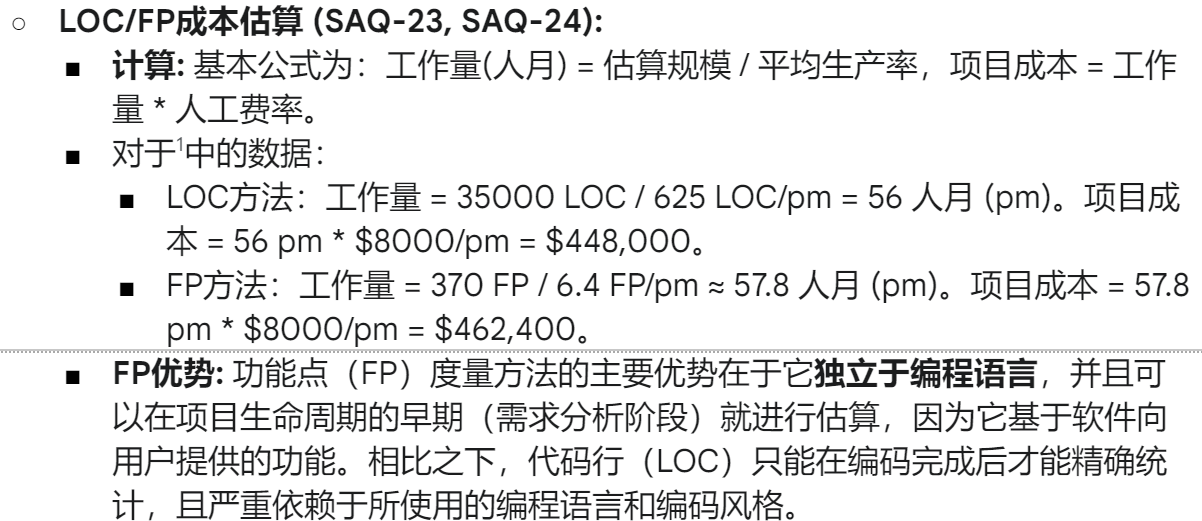 ○ LOC/FP成本估算 (SAQ-23, SAQ-24):
■ 计算: 基本公式为：工作量(人月) = 估算规模 / 平均生产率，项目成本 = 工作
量 * 人工费率。
■ 对于1中的数据：
■ LOC方法：工作量 = 35000 LOC / 625 LOC/pm = 56 人月 (pm)。项目成
本 = 56 pm * $8000/pm = $448,000。
■ FP方法：工作量 = 370 FP / 6.4 FP/pm ≈ 57.8 人月 (pm)。项目成本 = 57.8
pm * $8000/pm = $462,400。
■ FP优势: 功能点（FP）度量方法的主要优势在于它独立于编程语言，并且可
以在项目生命周期的早期（需求分析阶段）就进行估算，因为它基于软件向
用户提供的功能。相比之下，代码行（LOC）只能在编码完成后才能精确统
计，且严重依赖于所使用的编程语言和编码风格。